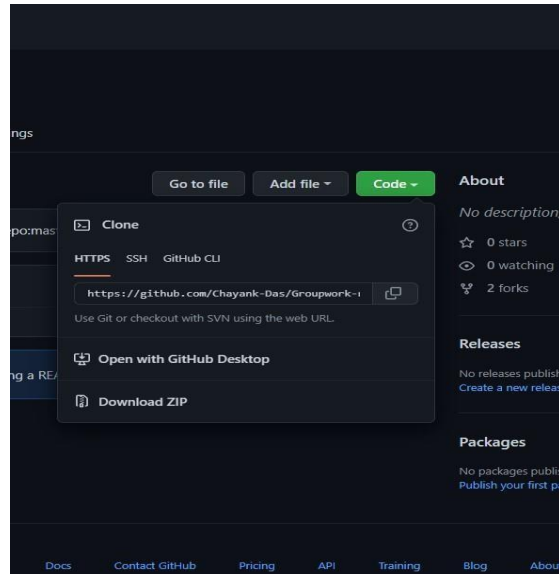 ngs
Go to file
Add file
Code
About
No description,
epo:mas
Clone
HTTPS SSH GitHub CLI
https://github.com/Chayank-Das/Groupwork-r
Use Git or checkout with SVN using the web URL.
Open with GitHub Desktop
Download ZIP
ng a REA
0 stars
0 watching
2 forks
Releases
No releases publish
Create a new releas
Packages
No packages publis
Publish your first p
Docs Contact GitHub Pricing API Training Blog Abou